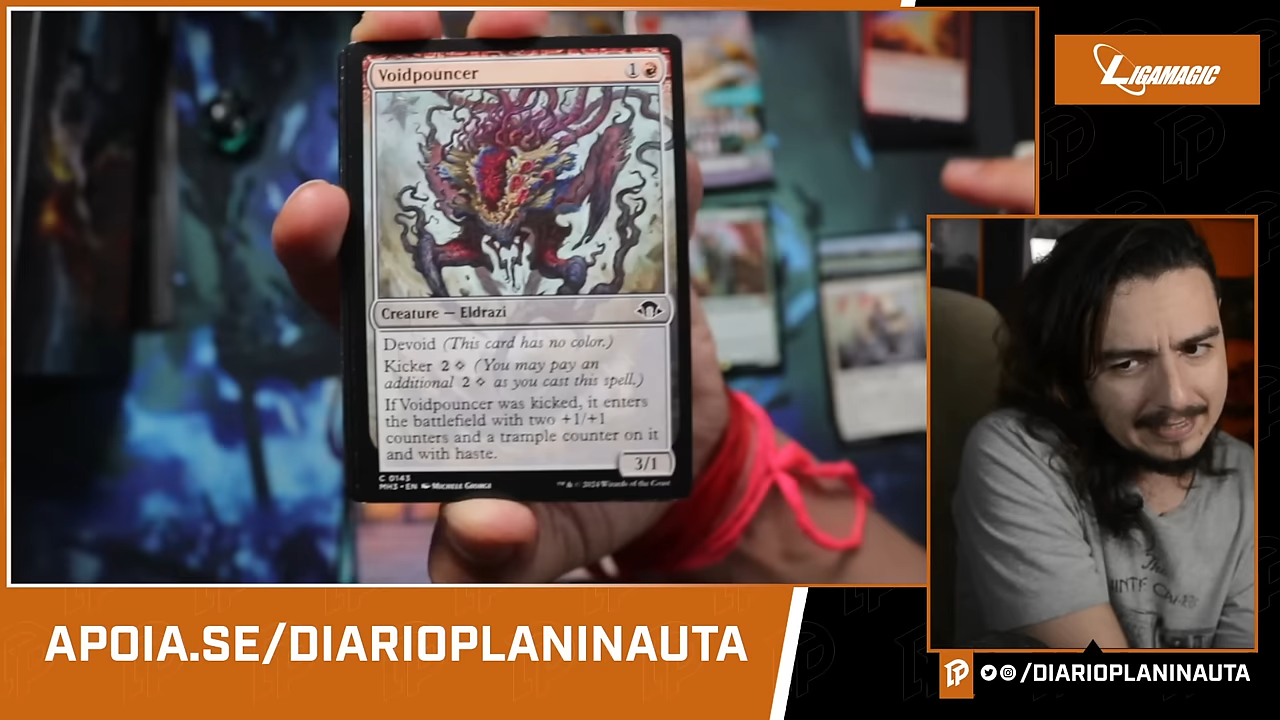 Voidpouncer 1
Creature — Eldrazi
Devoid (This card has no color.)
Kicker 2 ◇ (You may pay an
additional 2 ◇ as you cast this spell.)
If Voidpouncer was kicked, it enters
the battlefield with two +1/+1
counters and a trample counter on it
and with haste.
3/1
C 0143
MH3 • EN Michele Giorgi
™ & © 2024 Wizards of the Coast
LIGAMAGIC
APOIA.SE/DIARIOPLANINAUTA
/DIARIOPLANINAUTA